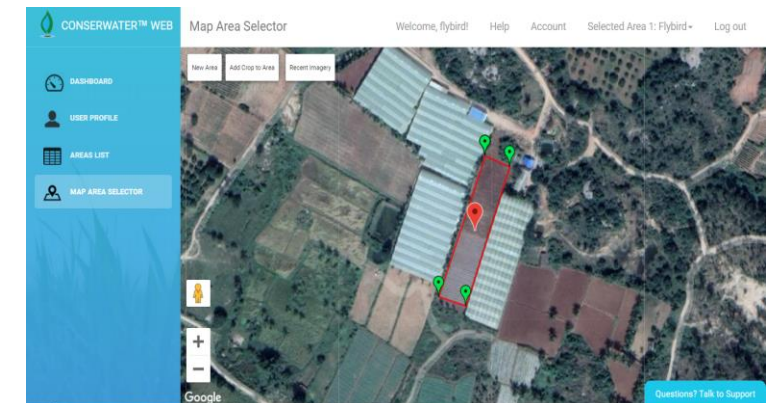 CONSERWATER™ WEB
Map Area Selector
Welcome, flybird!
Help
Account
Selected Area 1: Flybird
Log out
DASHBOARD
USER PROFILE
AREAS LIST
MAP AREA SELECTOR
New Area
Add Crop to Area
Recent Imagery
+
−
Google
Questions? Talk to Support